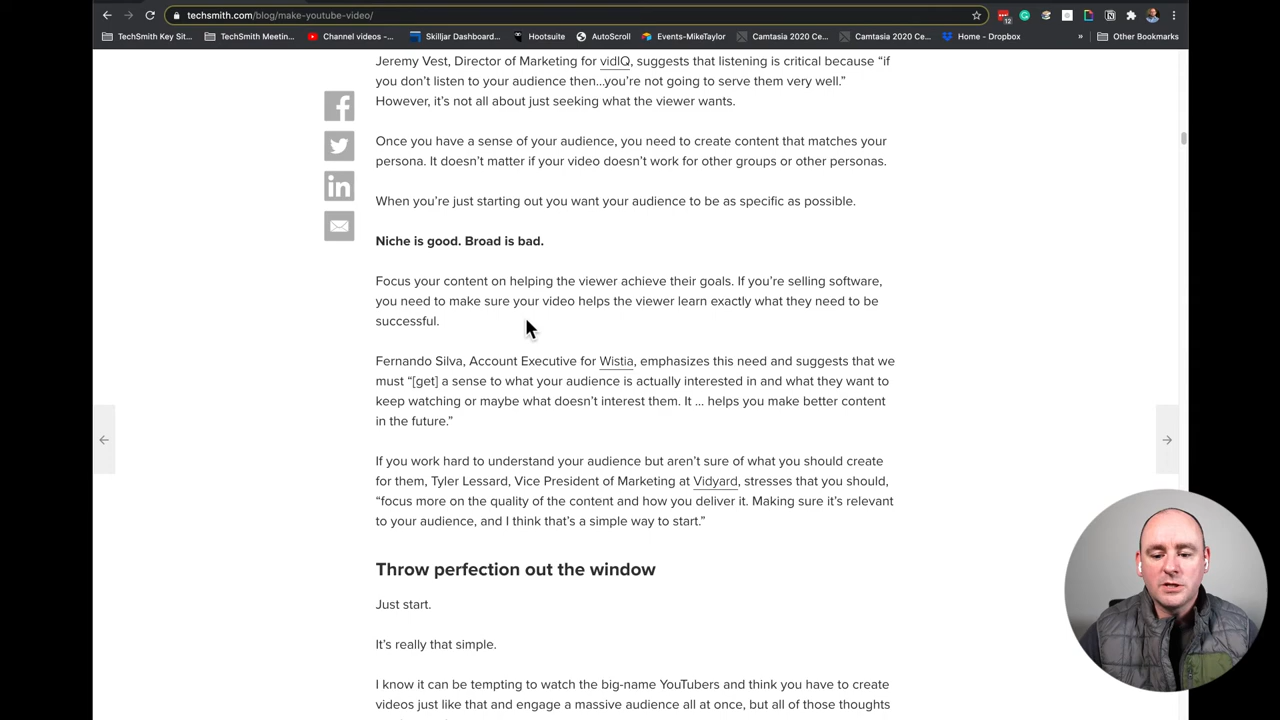 techsmith.com/blog/make-youtube-video/
12
TechSmith Key Sit... TechSmith Meetin... Channel videos -... Skilljar Dashboard... Hootsuite AutoScroll Events-MikeTaylor Camtasia 2020 Ce... Camtasia 2020 Ce... Home - Dropbox » Other Bookmarks
Jeremy Vest, Director of Marketing for vidIQ, suggests that listening is critical because “if
you don’t listen to your audience then...you’re not going to serve them very well.”
However, it’s not all about just seeking what the viewer wants.
Once you have a sense of your audience, you need to create content that matches your
persona. It doesn’t matter if your video doesn’t work for other groups or other personas.
When you’re just starting out you want your audience to be as specific as possible.
Niche is good. Broad is bad.
Focus your content on helping the viewer achieve their goals. If you’re selling software,
you need to make sure your video helps the viewer learn exactly what they need to be
successful.
Fernando Silva, Account Executive for Wistia, emphasizes this need and suggests that we
must “[get] a sense to what your audience is actually interested in and what they want to
keep watching or maybe what doesn’t interest them. It ... helps you make better content
in the future.”
If you work hard to understand your audience but aren’t sure of what you should create
for them, Tyler Lessard, Vice President of Marketing at Vidyard, stresses that you should,
“focus more on the quality of the content and how you deliver it. Making sure it’s relevant
to your audience, and I think that’s a simple way to start.”
Throw perfection out the window
Just start.
It’s really that simple.
I know it can be tempting to watch the big-name YouTubers and think you have to create
videos just like that and engage a massive audience all at once, but all of those thoughts